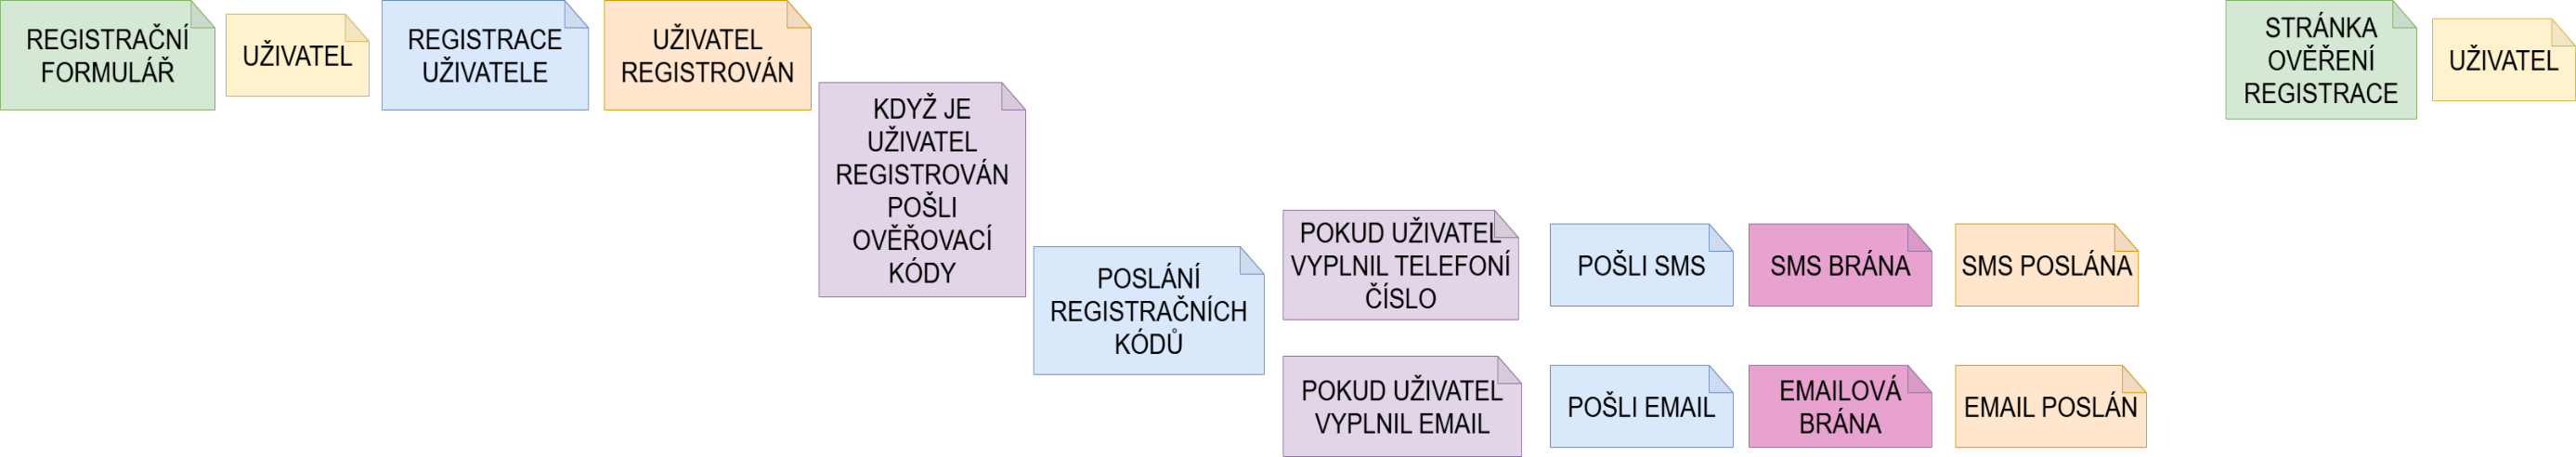 REGISTRAČNÍ
FORMULÁŘ
UŽIVATEL
REGISTRACE
UŽIVATELE
UŽIVATEL
REGISTROVÁN
KDYŽ JE
UŽIVATEL
REGISTROVÁN
POŠLI
OVĚŘOVACÍ
KÓDY
POSLÁNÍ
REGISTRAČNÍCH
KÓDŮ
POKUD UŽIVATEL
VYPLNIL TELEFONÍ
ČÍSLO
POŠLI SMS
SMS BRÁNA
SMS POSLÁNA
POKUD UŽIVATEL
VYPLNIL EMAIL
POŠLI EMAIL
EMAILOVÁ
BRÁNA
EMAIL POSLÁN
STRÁNKA
OVĚŘENÍ
REGISTRACE
UŽIVATEL